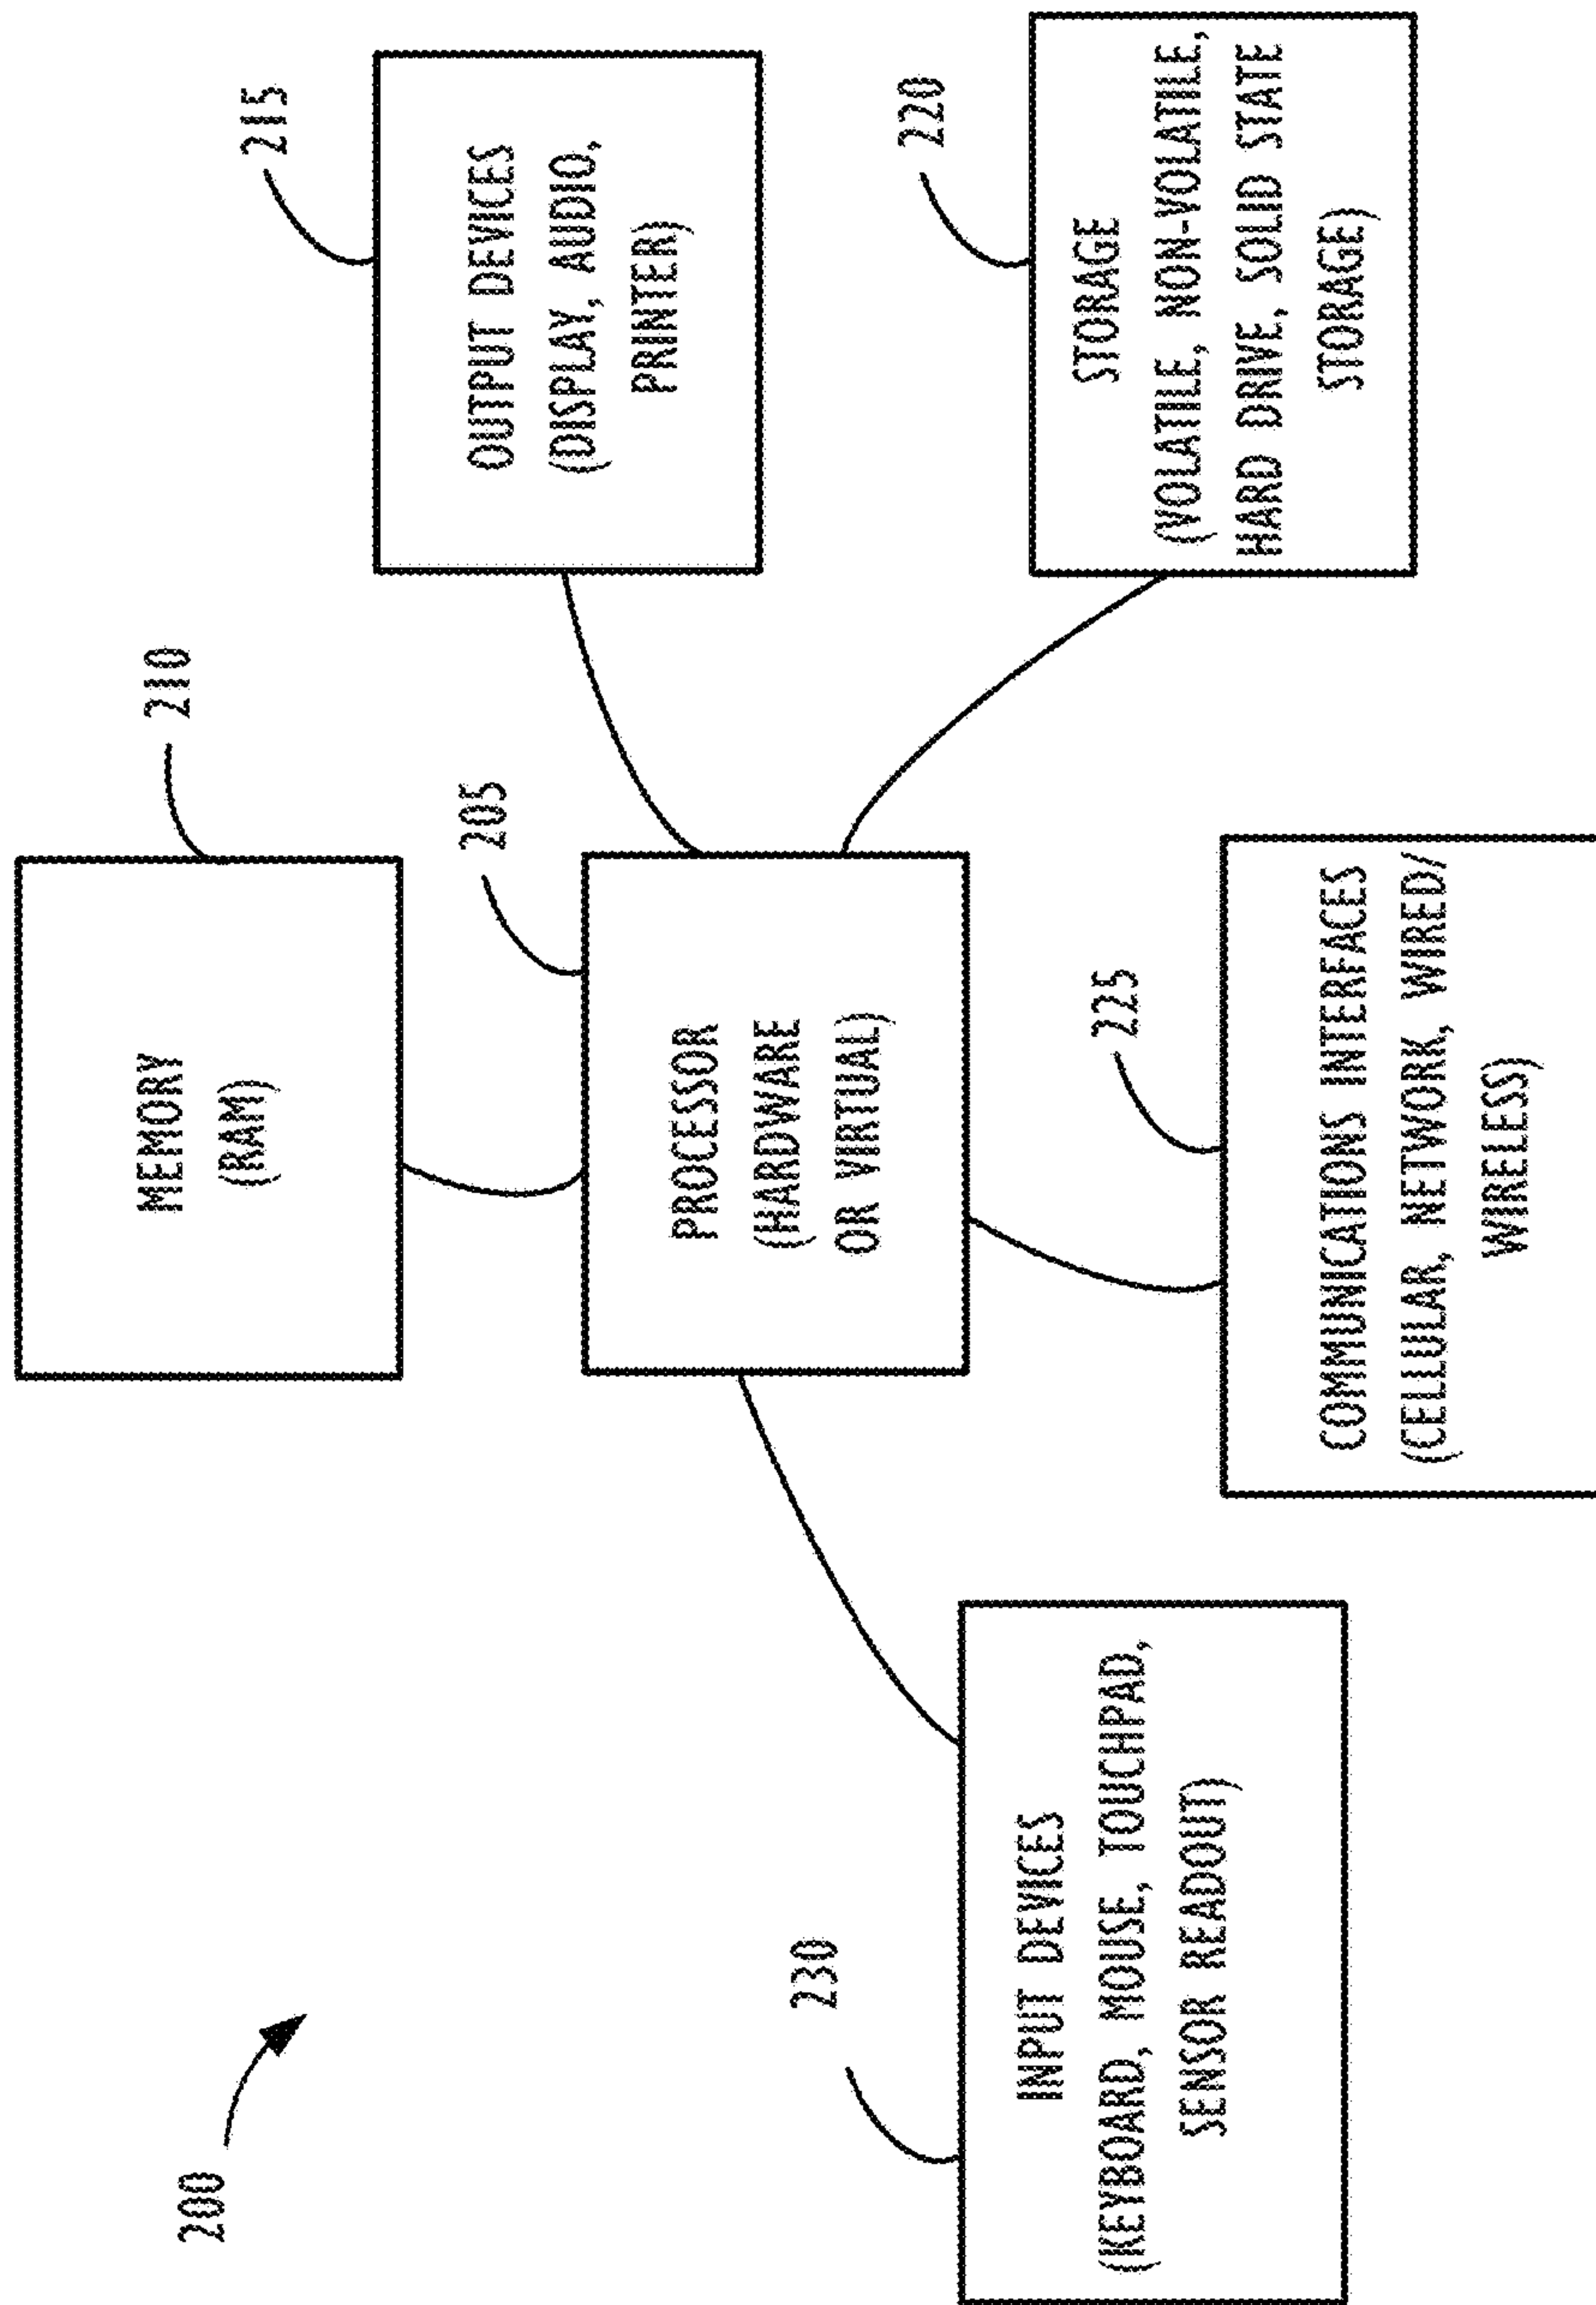 200
MEMORY
(RAM)
210
215
OUTPUT DEVICES
(DISPLAY, AUDIO,
PRINTER)
205
PROCESSOR
(HARDWARE
OR VIRTUAL)
230
INPUT DEVICES
(KEYBOARD, MOUSE, TOUCHPAD,
SENSOR READOUT)
225
COMMUNICATIONS INTERFACES
(CELLULAR, NETWORK, WIRED/
WIRELESS)
220
STORAGE
(VOLATILE, NON-VOLATILE,
HARD DRIVE, SOLID STATE
STORAGE)